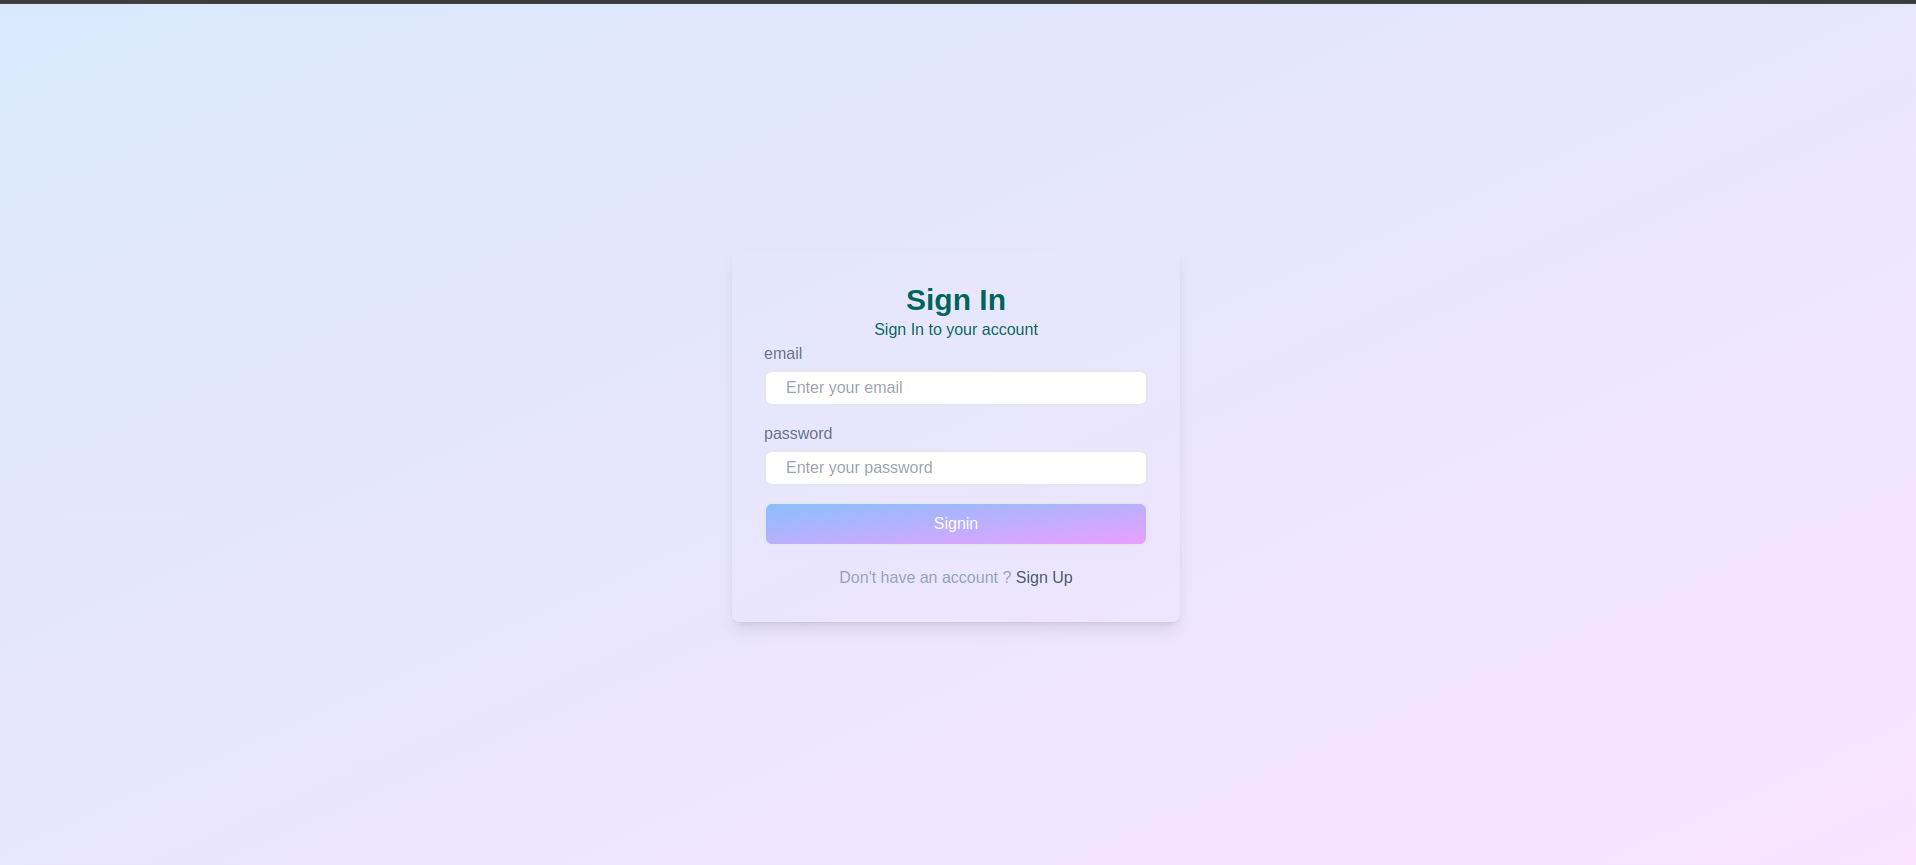 Sign In
Sign In to your account
email
Enter your email
password
Enter your password
Signin
Don't have an account ? Sign Up